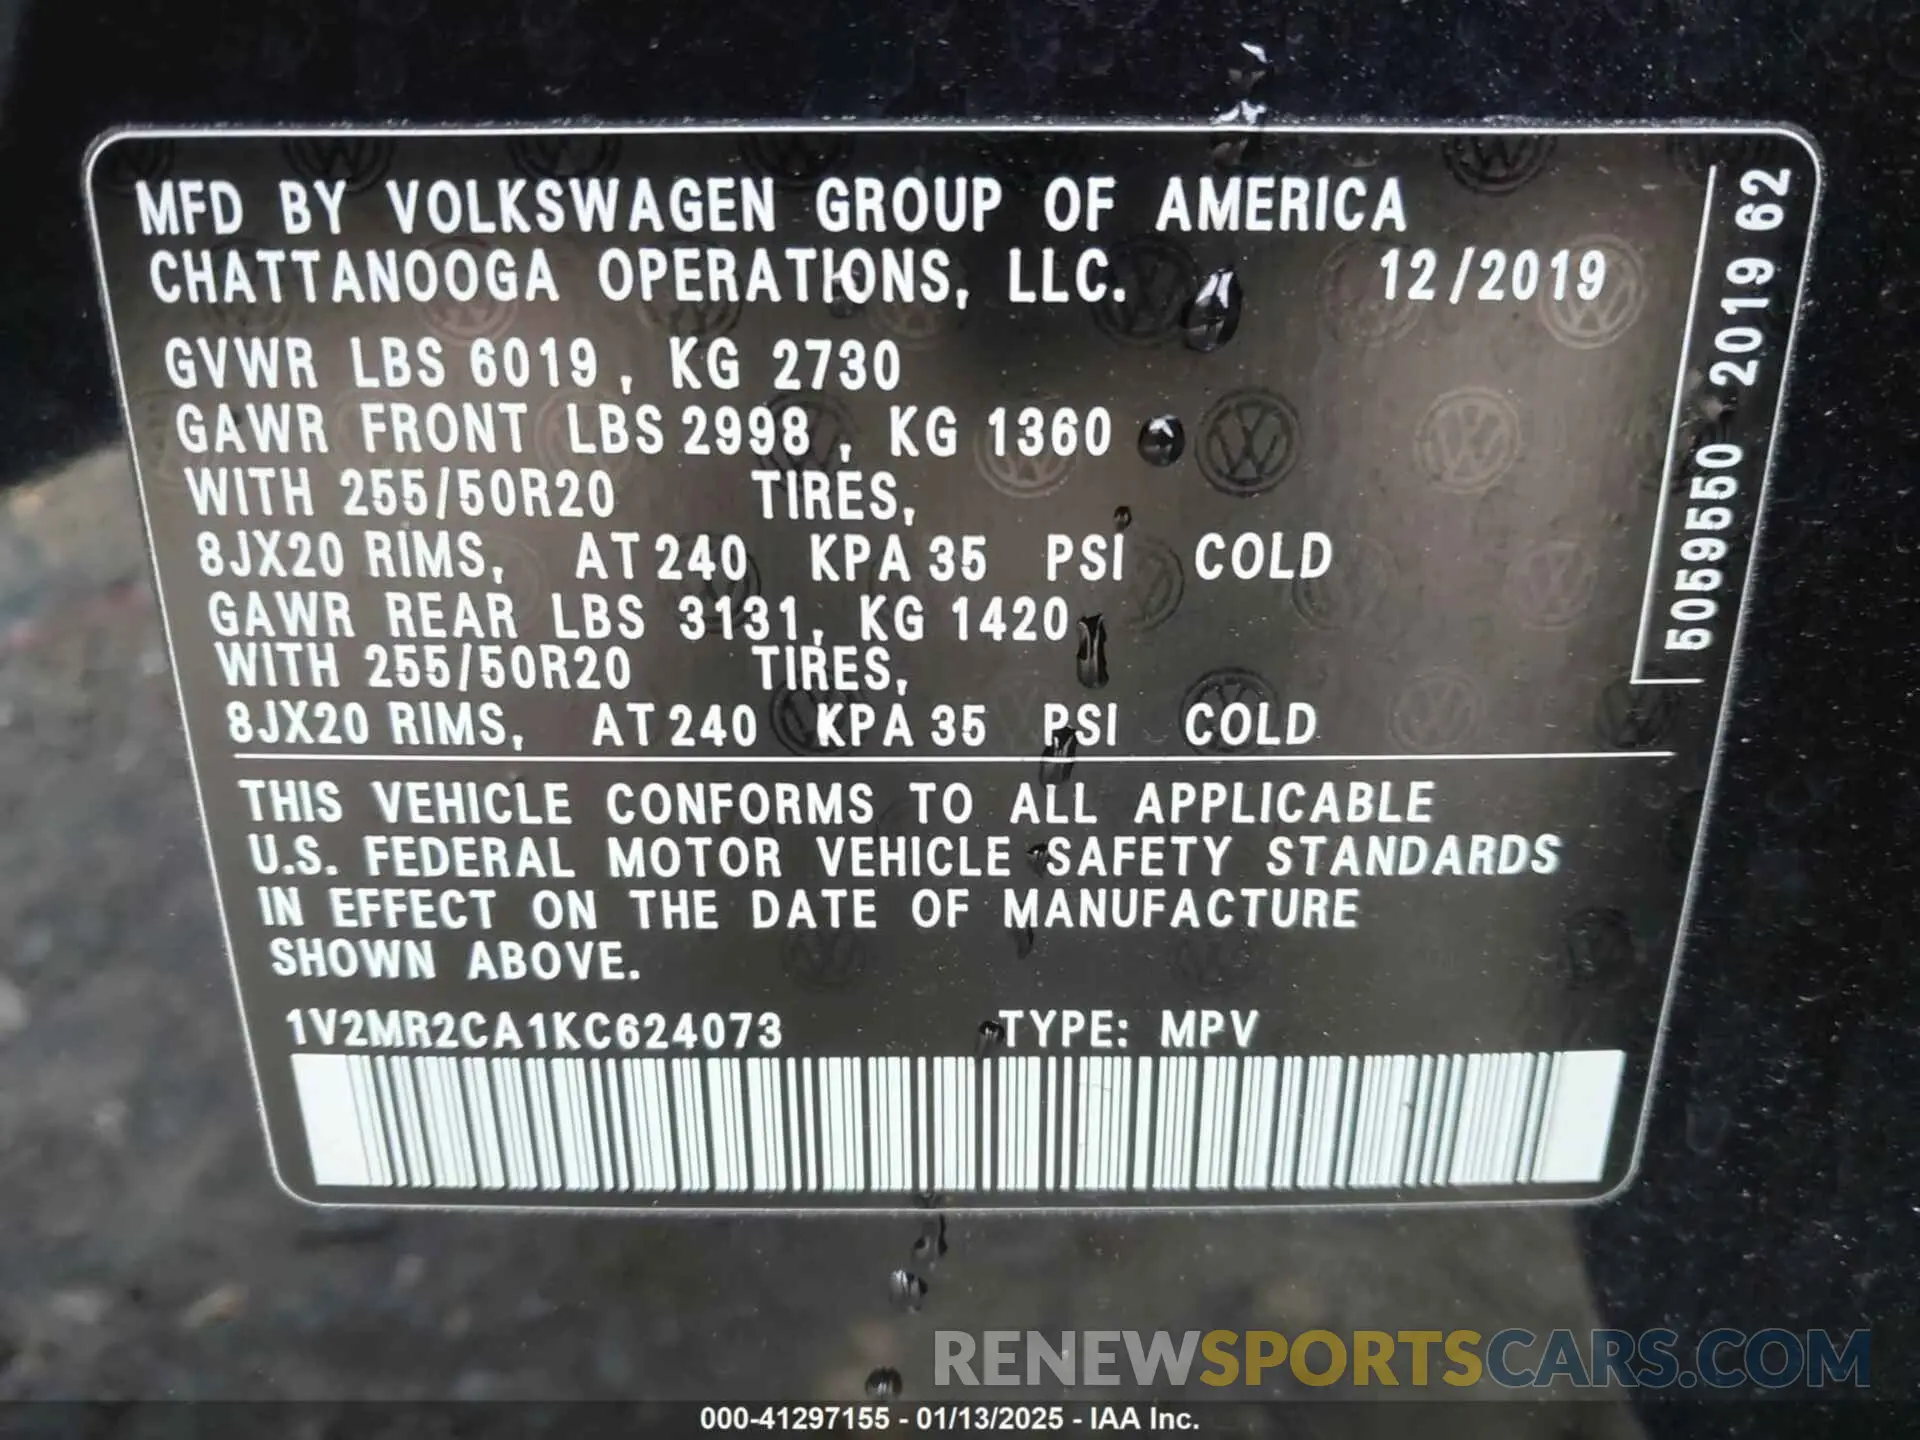 MFD BY VOLKSWAGEN GROUP OF AMERICA
CHATTANOOGA OPERATIONS, LLC. 12/2019
GVWR LBS 6019, KG 2730
GAWR FRONT LBS 2998, KG 1360
WITH 255/50R20 TIRES,
8JX20 RIMS, AT 240 KPA 35 PSI COLD
GAWR REAR LBS 3131, KG 1420
WITH 255/50R20 TIRES,
8JX20 RIMS, AT 240 KPA 35 PSI COLD
THIS VEHICLE CONFORMS TO ALL APPLICABLE
U.S. FEDERAL MOTOR VEHICLE SAFETY STANDARDS
IN EFFECT ON THE DATE OF MANUFACTURE
SHOWN ABOVE.
1V2MR2CA1KC624073 TYPE: MPV
5059550 2019 62
RENEWSPORTSCARS.COM
000-41297155 - 01/13/2025 - IAA Inc.